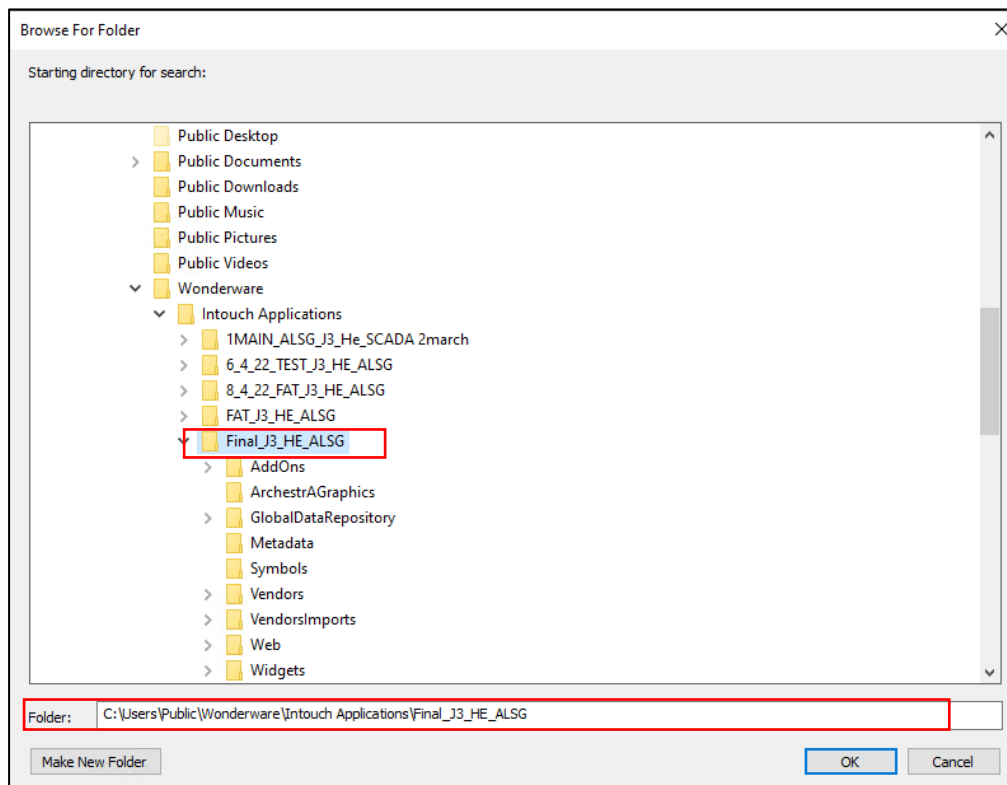 Browse For Folder
Starting directory for search:
Public Desktop
Public Documents
Public Downloads
Public Music
Public Pictures
Public Videos
Wonderware
Intouch Applications
1MAIN_ALSG_J3_He_SCADA 2march
6_4_22_TEST_J3_HE_ALSG
8_4_22_FAT_J3_HE_ALSG
FAT_J3_HE_ALSG
Final_J3_HE_ALSG
AddOns
ArchestrAGraphics
GlobalDataRepository
Metadata
Symbols
Vendors
VendorsImports
Web
Widgets
Folder: C:\Users\Public\Wonderware\Intouch Applications\Final_J3_HE_ALSG
Make New Folder OK Cancel